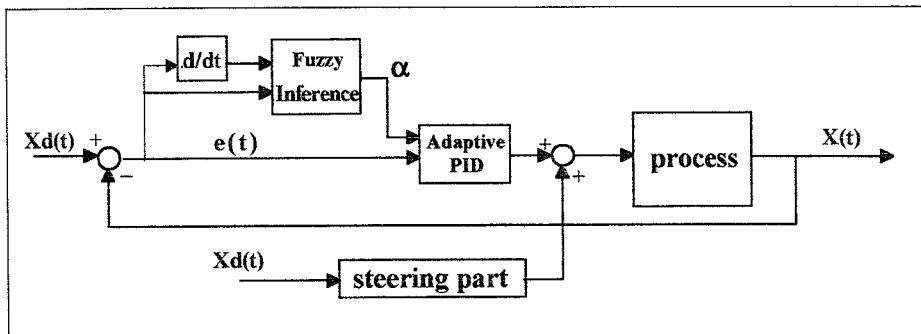 .d/dt
Fuzzy
Inference
α
Xd(t)
+
−
e(t)
Adaptive
PID
+
+
process
X(t)
Xd(t)
steering part